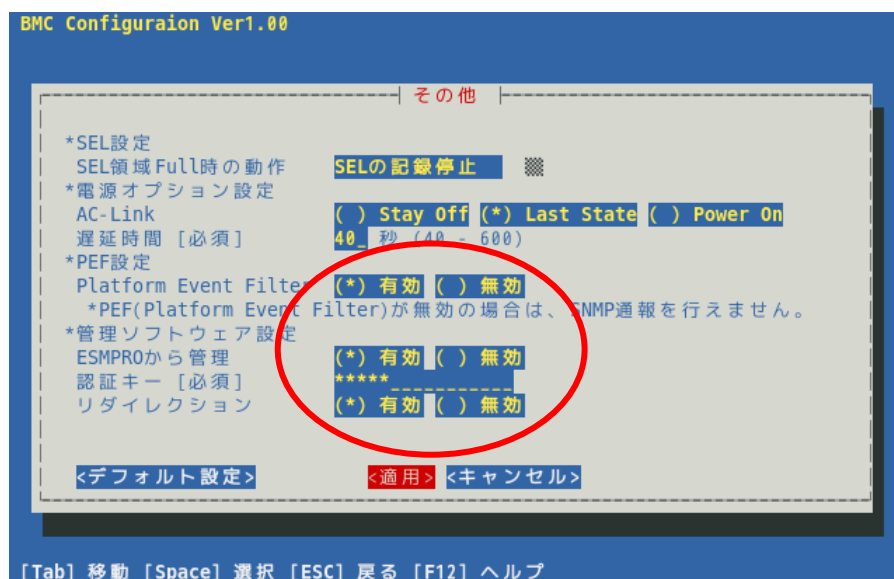 BMC Configuraion Ver1.00
その他
*SEL設定
SEL領域Full時の動作 SELの記録停止
*電源オプション設定
AC-Link ( ) Stay Off (*) Last State ( ) Power On
遅延時間 [必須] 40_ 秒 (40 - 600)
*PEF設定
Platform Event Filter (*) 有効 ( ) 無効
*PEF(Platform Event Filter)が無効の場合は、SNMP通報を行えません。
*管理ソフトウェア設定
ESMPROから管理 (*) 有効 ( ) 無効
認証キー [必須] *****___________
リダイレクション (*) 有効 ( ) 無効
<デフォルト設定> <適用> <キャンセル>
[Tab] 移動 [Space] 選択 [ESC] 戻る [F12] ヘルプ